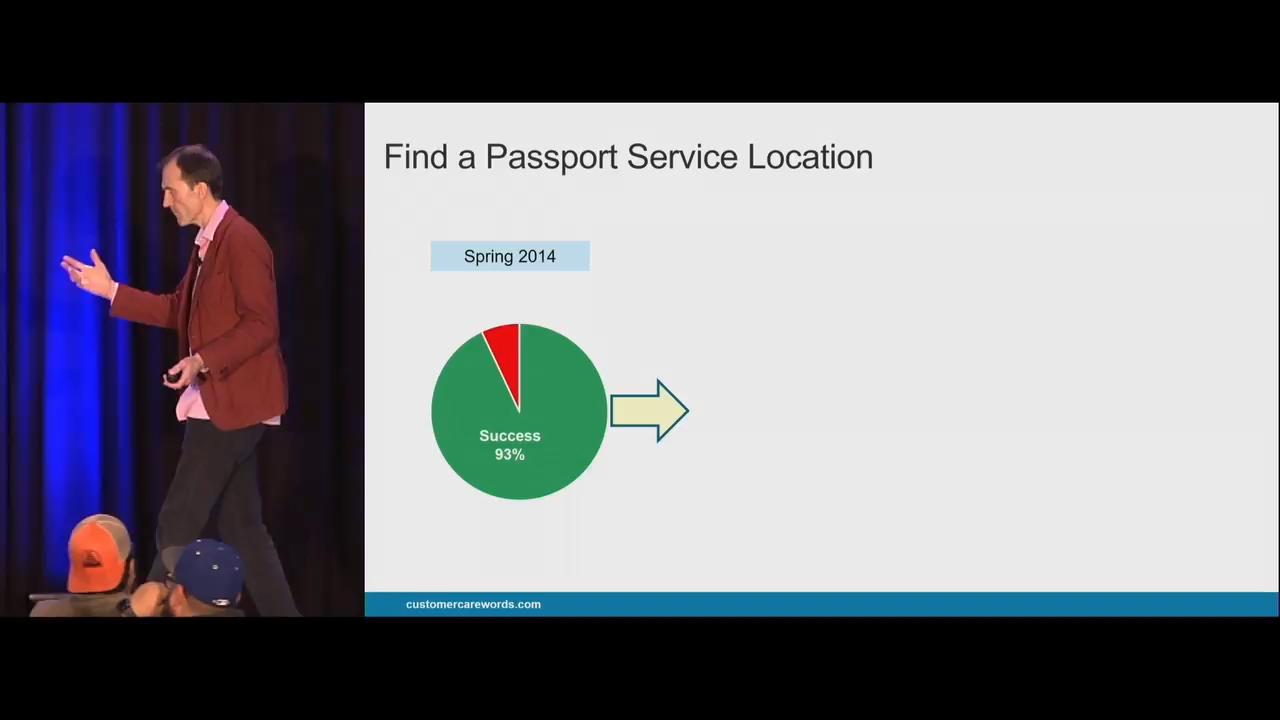 Find a Passport Service Location
Spring 2014
Success
93%
customercarewords.com